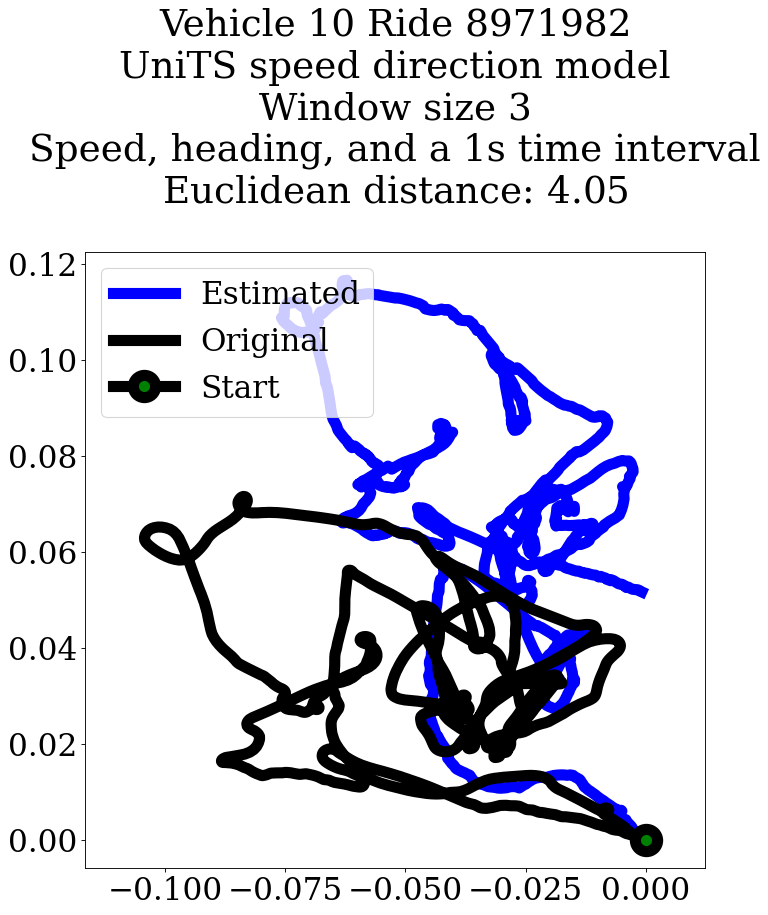 Vehicle 10 Ride 8971982
UniTS speed direction model
Window size 3
Speed, heading, and a 1s time interval
Euclidean distance: 4.05
Estimated
Original
Start
0.12
0.10
0.08
0.06
0.04
0.02
0.00
−0.100 −0.075 −0.050 −0.025 0.000